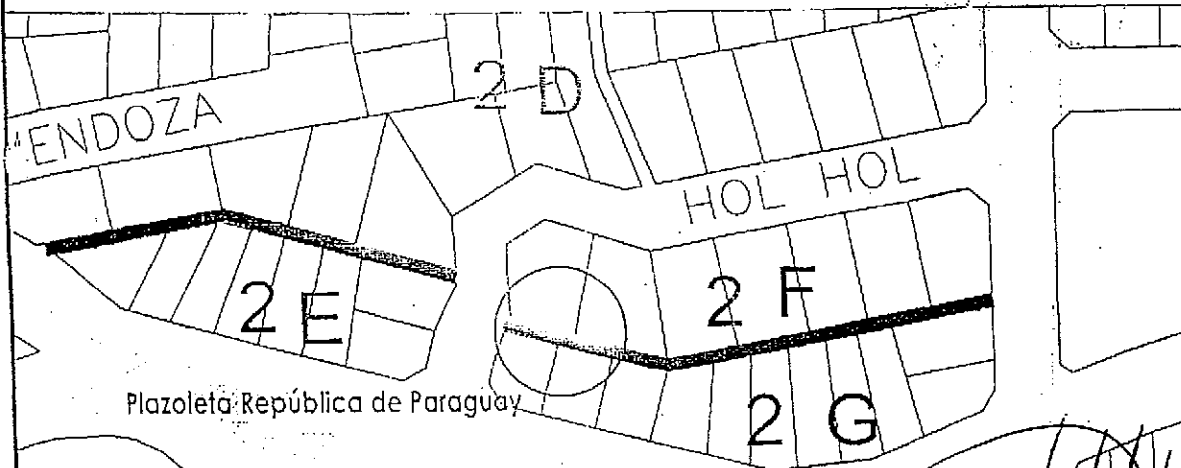 2 D
ENDOZA
HOL HOL
2 E
2 F
Plazoleta República de Paraguay
2 G